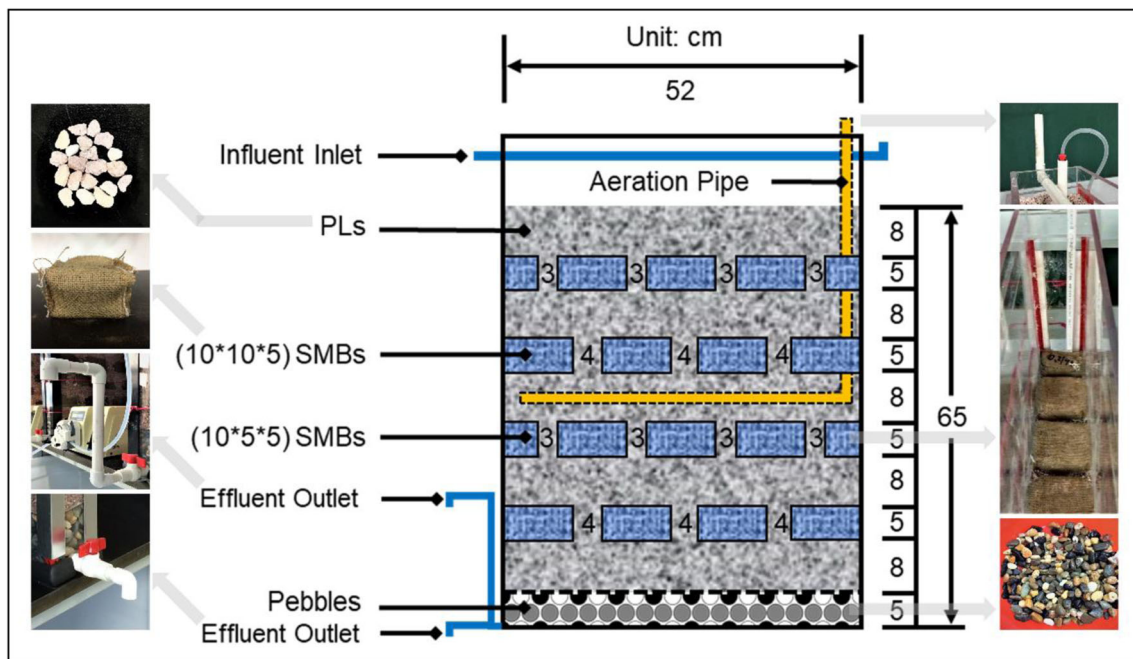 Unit: cm
52
Influent Inlet
Aeration Pipe
PLs
8
3 3 3 3
5
8
(10*10*5) SMBs
4 4 4
5
8
65
(10*5*5) SMBs
3 3 3 3
5
8
Effluent Outlet
4 4 4
5
8
Pebbles
5
Effluent Outlet